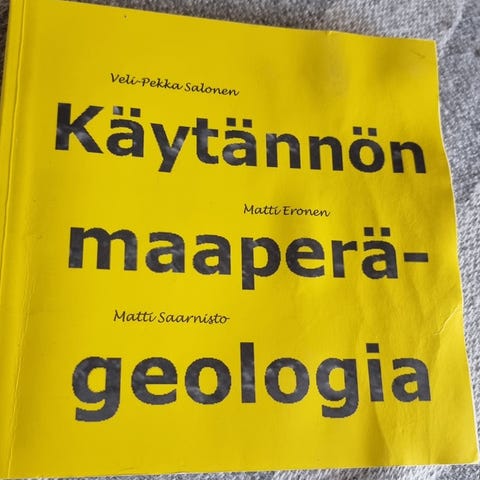 Veli-Pekka Salonen
Käytännön
Matti Eronen
maaperä-
Matti Saarnisto
geologia